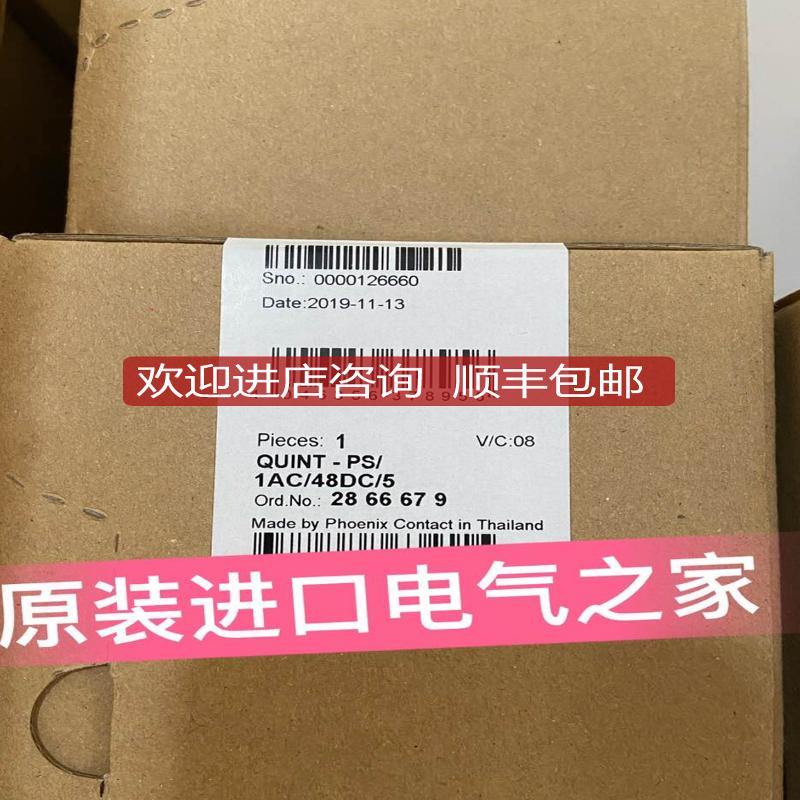 Sno.: 0000126660
Date:2019-11-13
欢迎进店咨询 顺丰包邮
Pieces: 1 V/C:08
QUINT - PS/
1AC/48DC/5
Ord.No.: 28 66 67 9
Made by Phoenix Contact in Thailand
原装进口电气之家